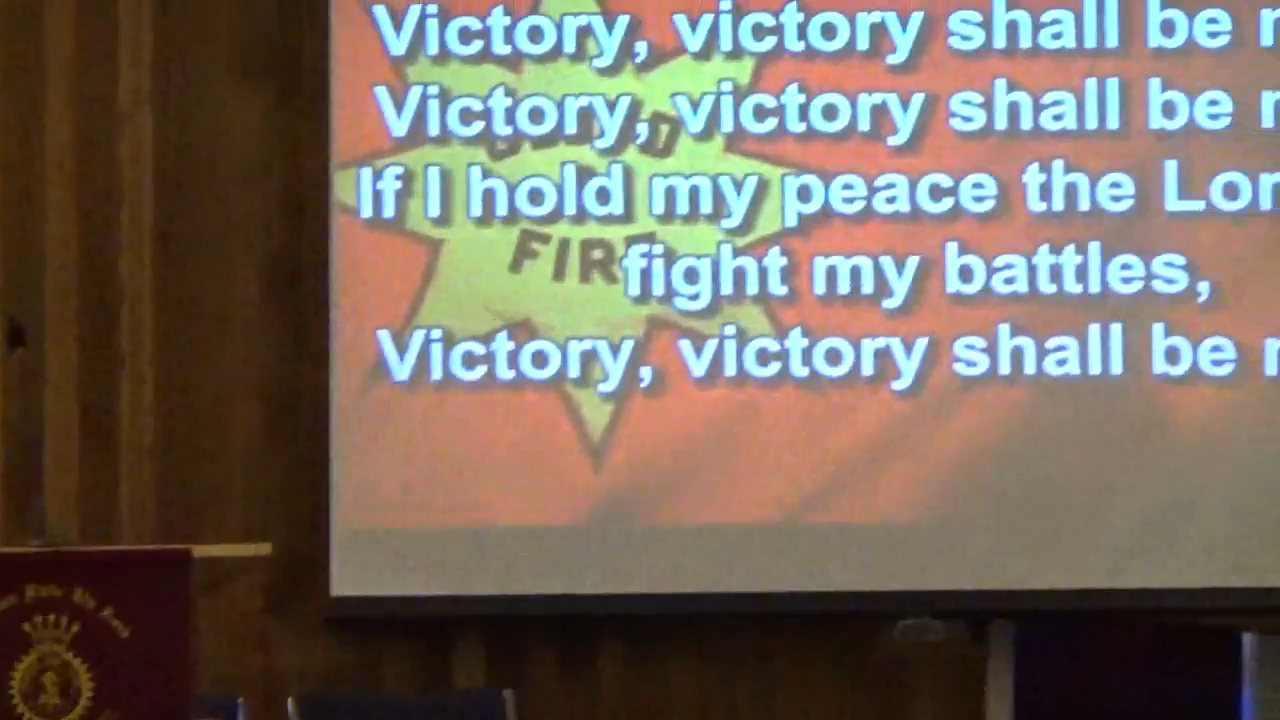 Victory, victory shall be
Victory, victory shall be
If I hold my peace the
fight my battles,
Victory, victory shall be
FIRE